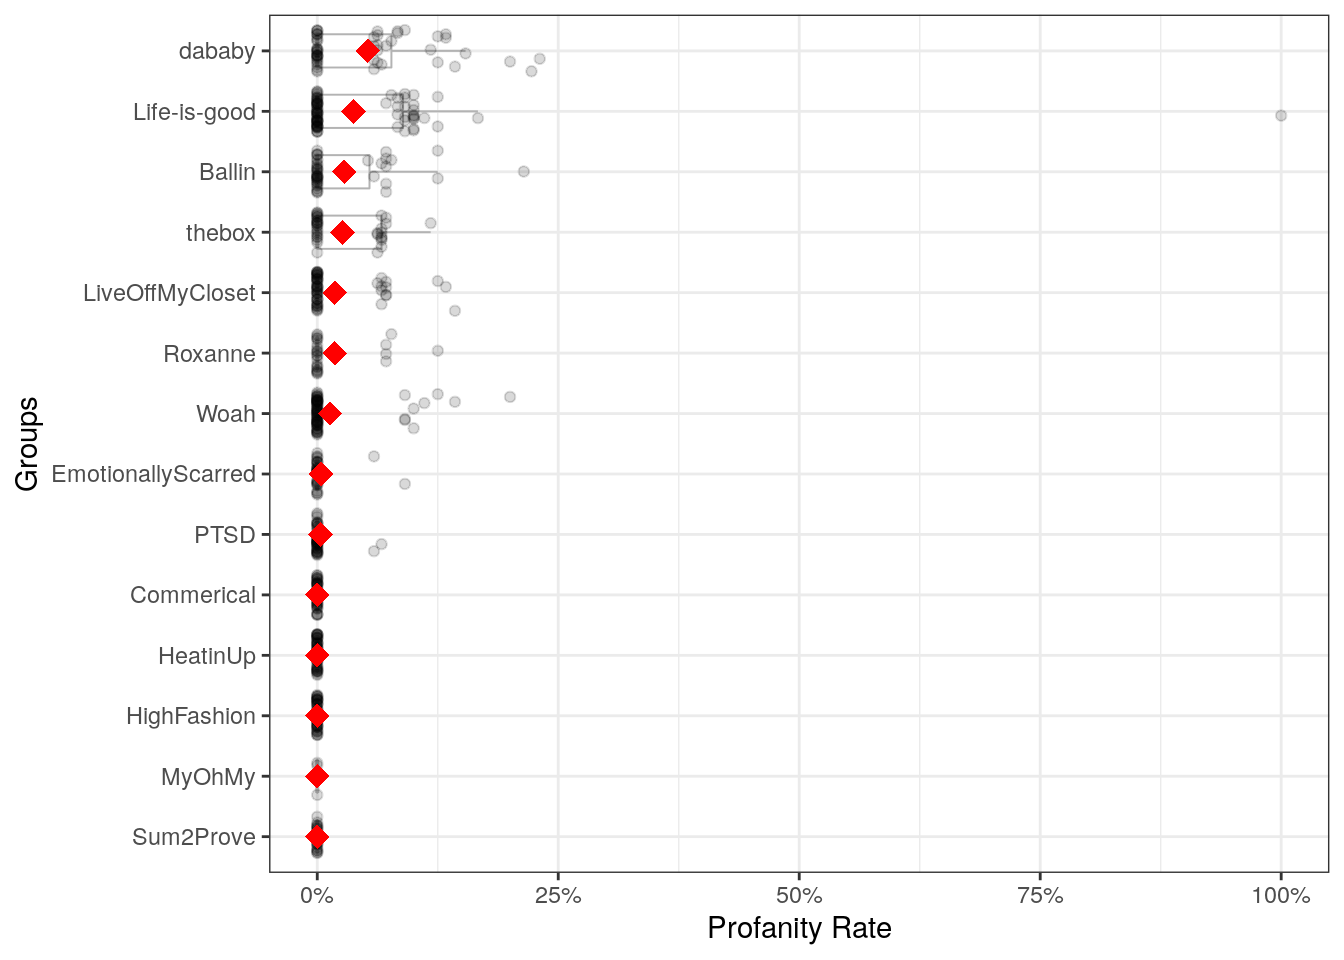 dababy
Life-is-good
Ballin
thebox
LiveOffMyCloset
Roxanne
Woah
EmotionallyScarred
PTSD
Commerical
HeatinUp
HighFashion
MyOhMy
Sum2Prove
Groups
0% 25% 50% 75% 100%
Profanity Rate